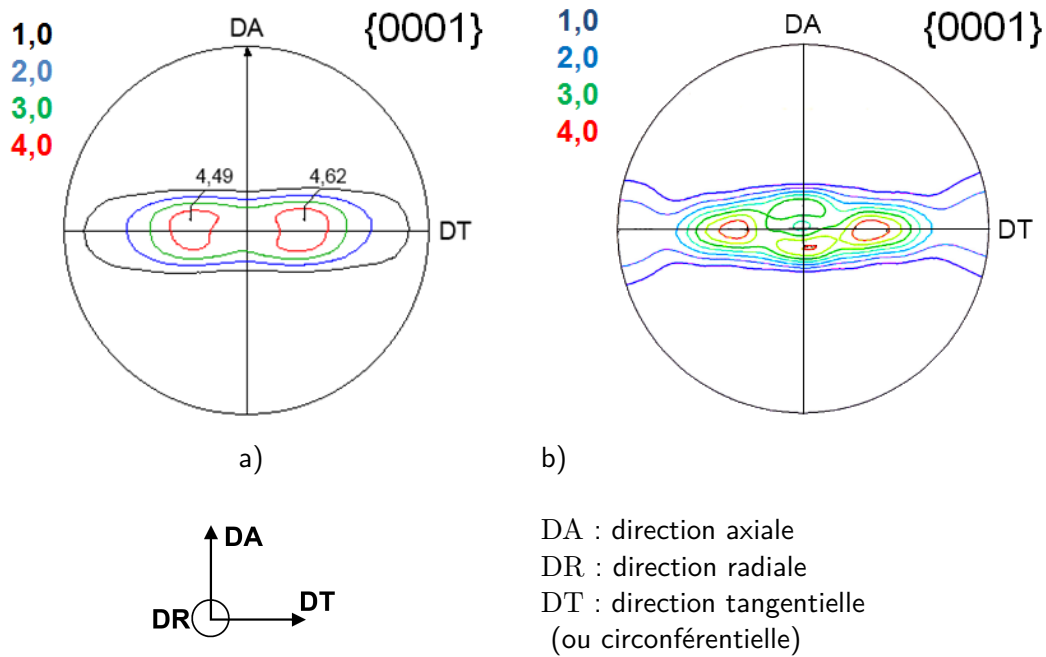 1,0
2,0
3,0
4,0
DA
{0001}
4,49
4,62
DT
a)
1,0
2,0
3,0
4,0
DA
{0001}
DT
b)
DA
DR
DT
DA : direction axiale
DR : direction radiale
DT : direction tangentielle
(ou circonférentielle)